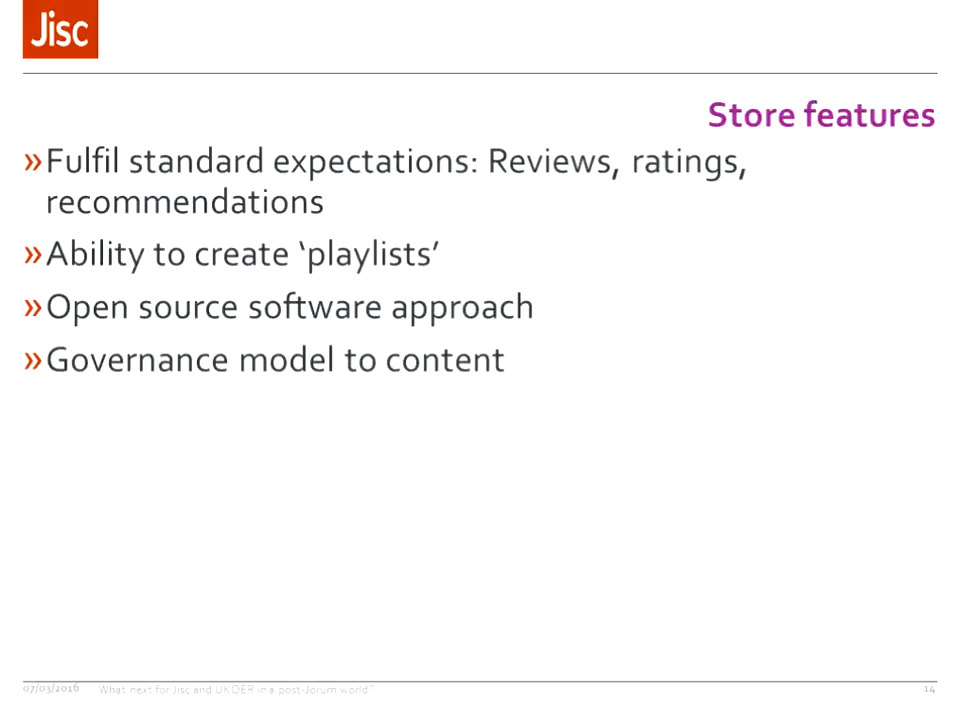 Jisc
Store features
»Fulfil standard expectations: Reviews, ratings,
recommendations
»Ability to create ‘playlists’
»Open source software approach
»Governance model to content
07/03/2016 What next for Jisc and UKOER in a post-Jorum world? 14